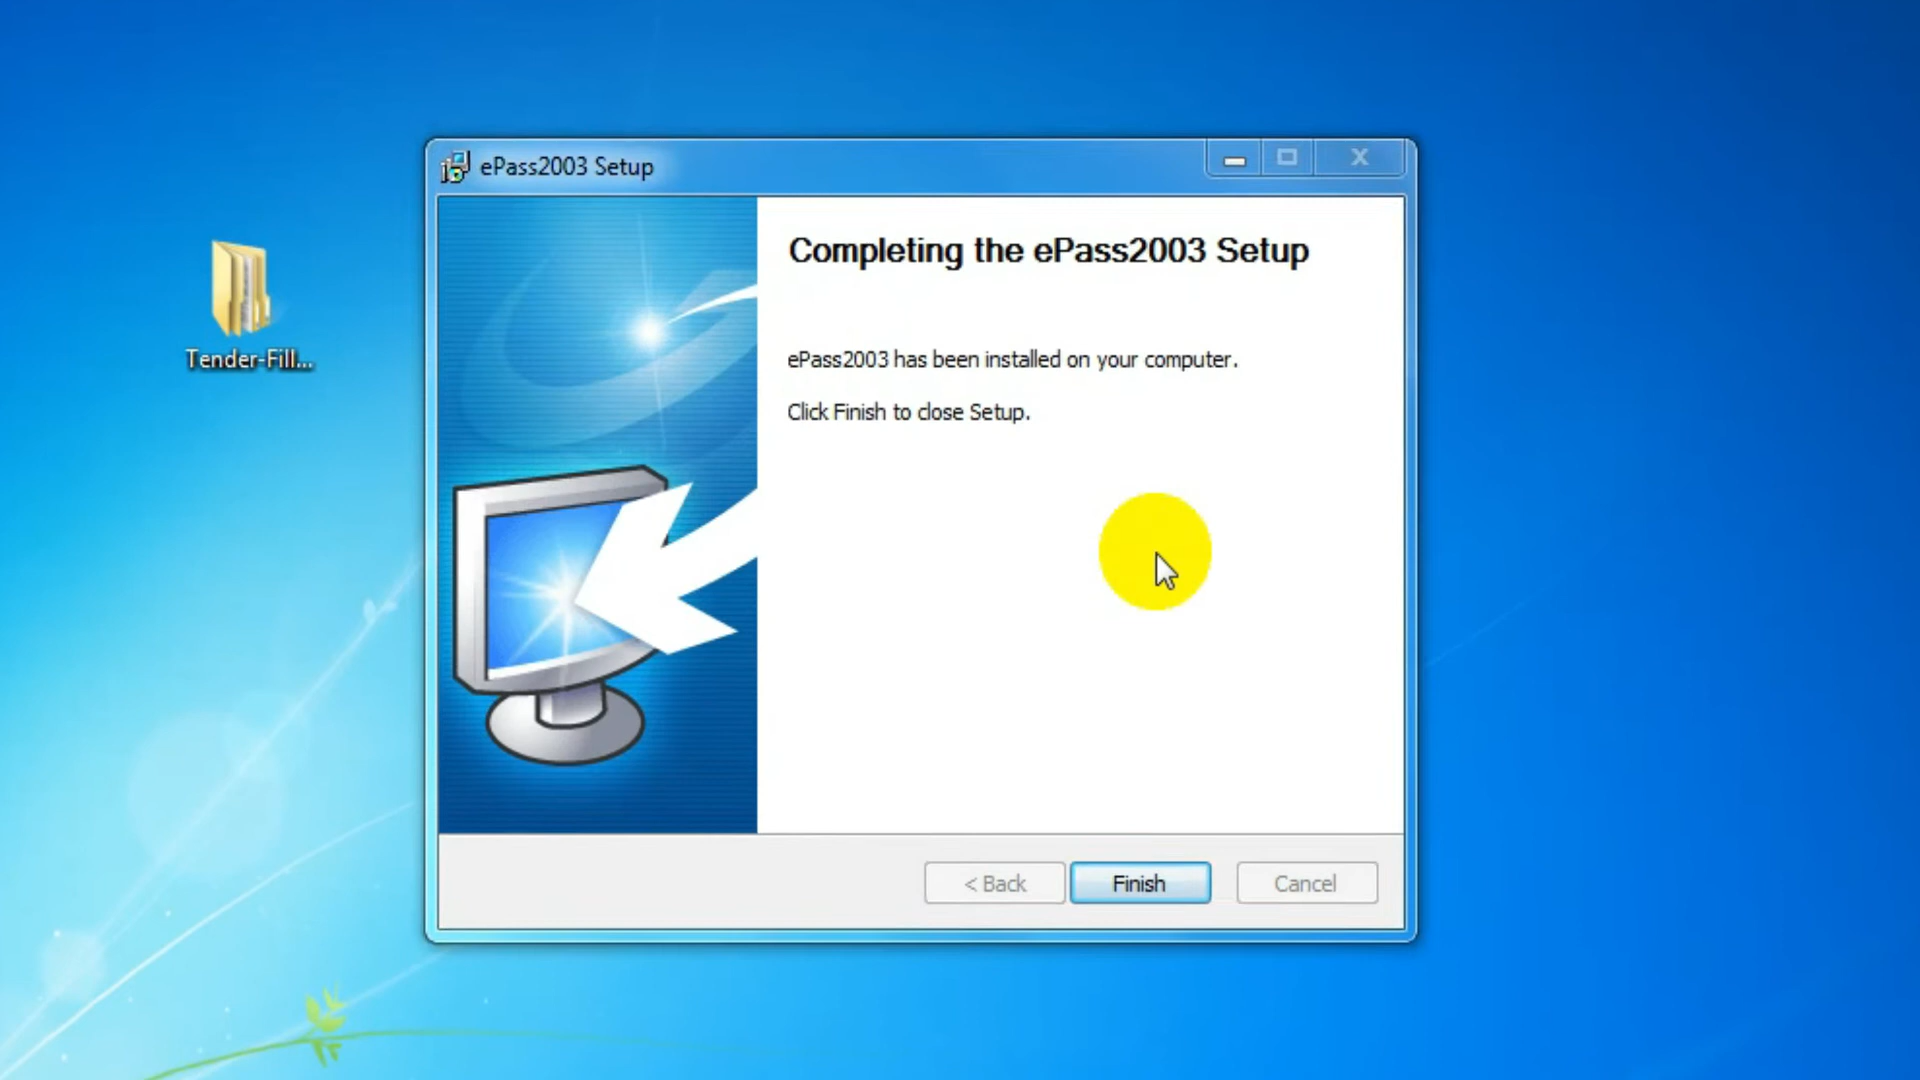 ePass2003 Setup
Completing the ePass2003 Setup
ePass2003 has been installed on your computer.
Click Finish to close Setup.
Tender-Fill...
< Back
Finish
Cancel